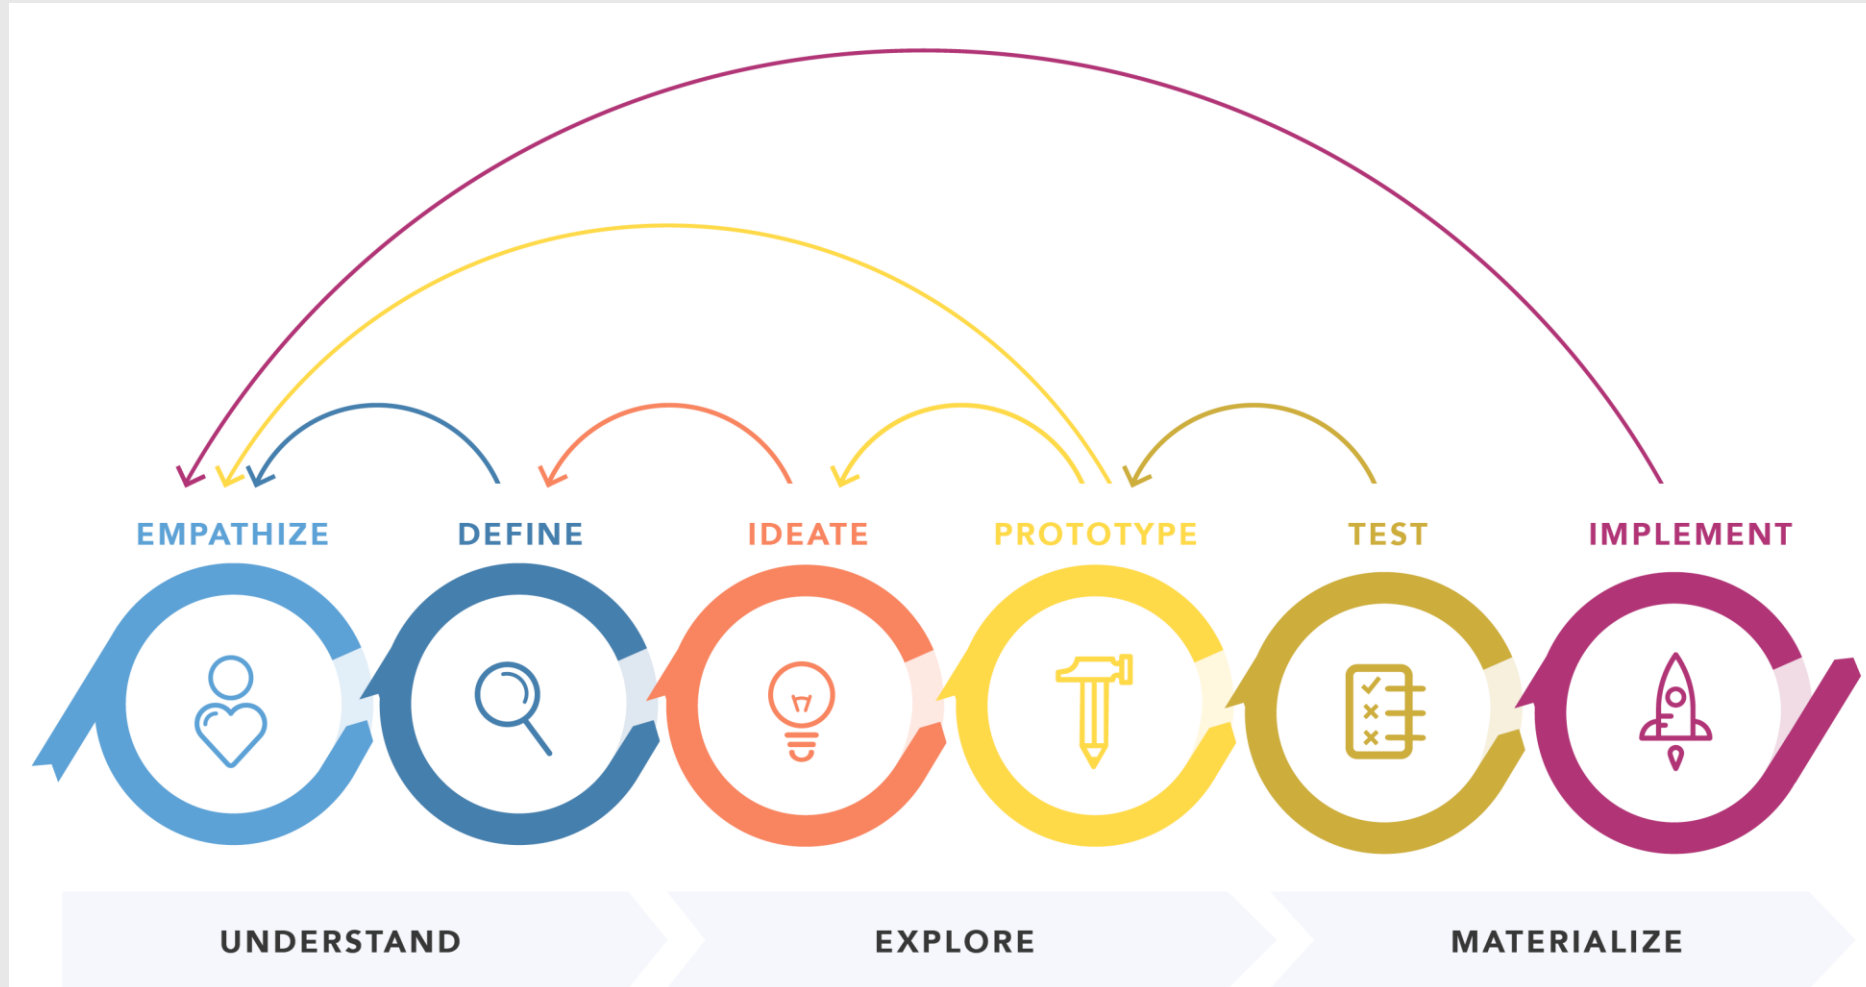 EMPATHIZE
DEFINE
IDEATE
PROTOTYPE
TEST
IMPLEMENT
UNDERSTAND
EXPLORE
MATERIALIZE